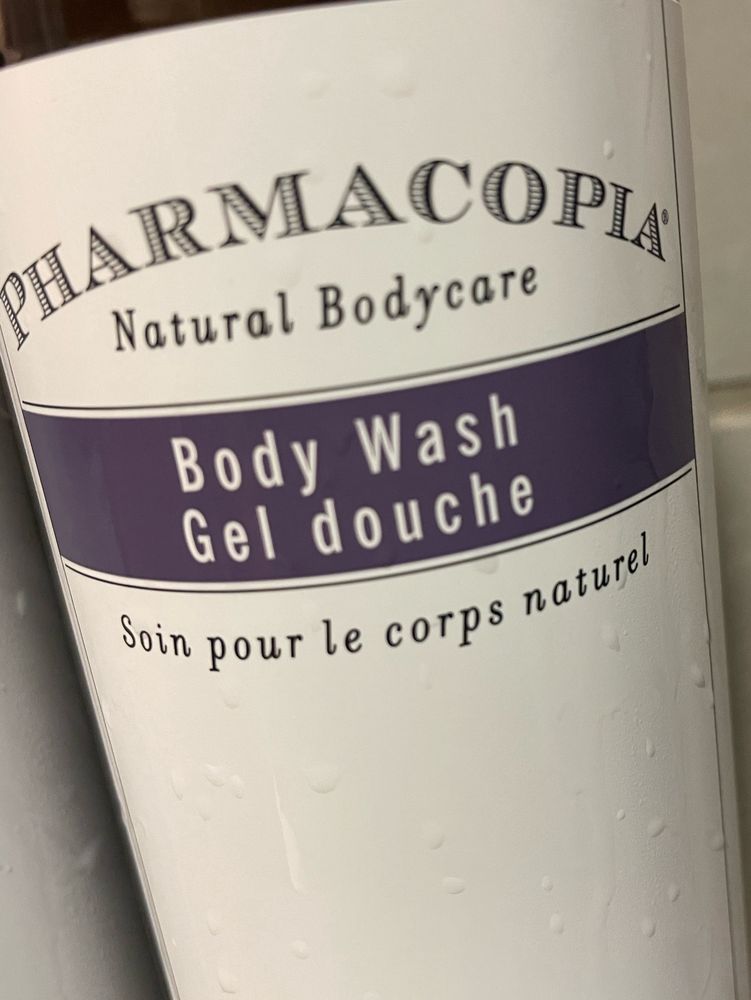 PHARMACOPIA®
Natural Bodycare
Body Wash
Gel douche
Soin pour le corps naturel